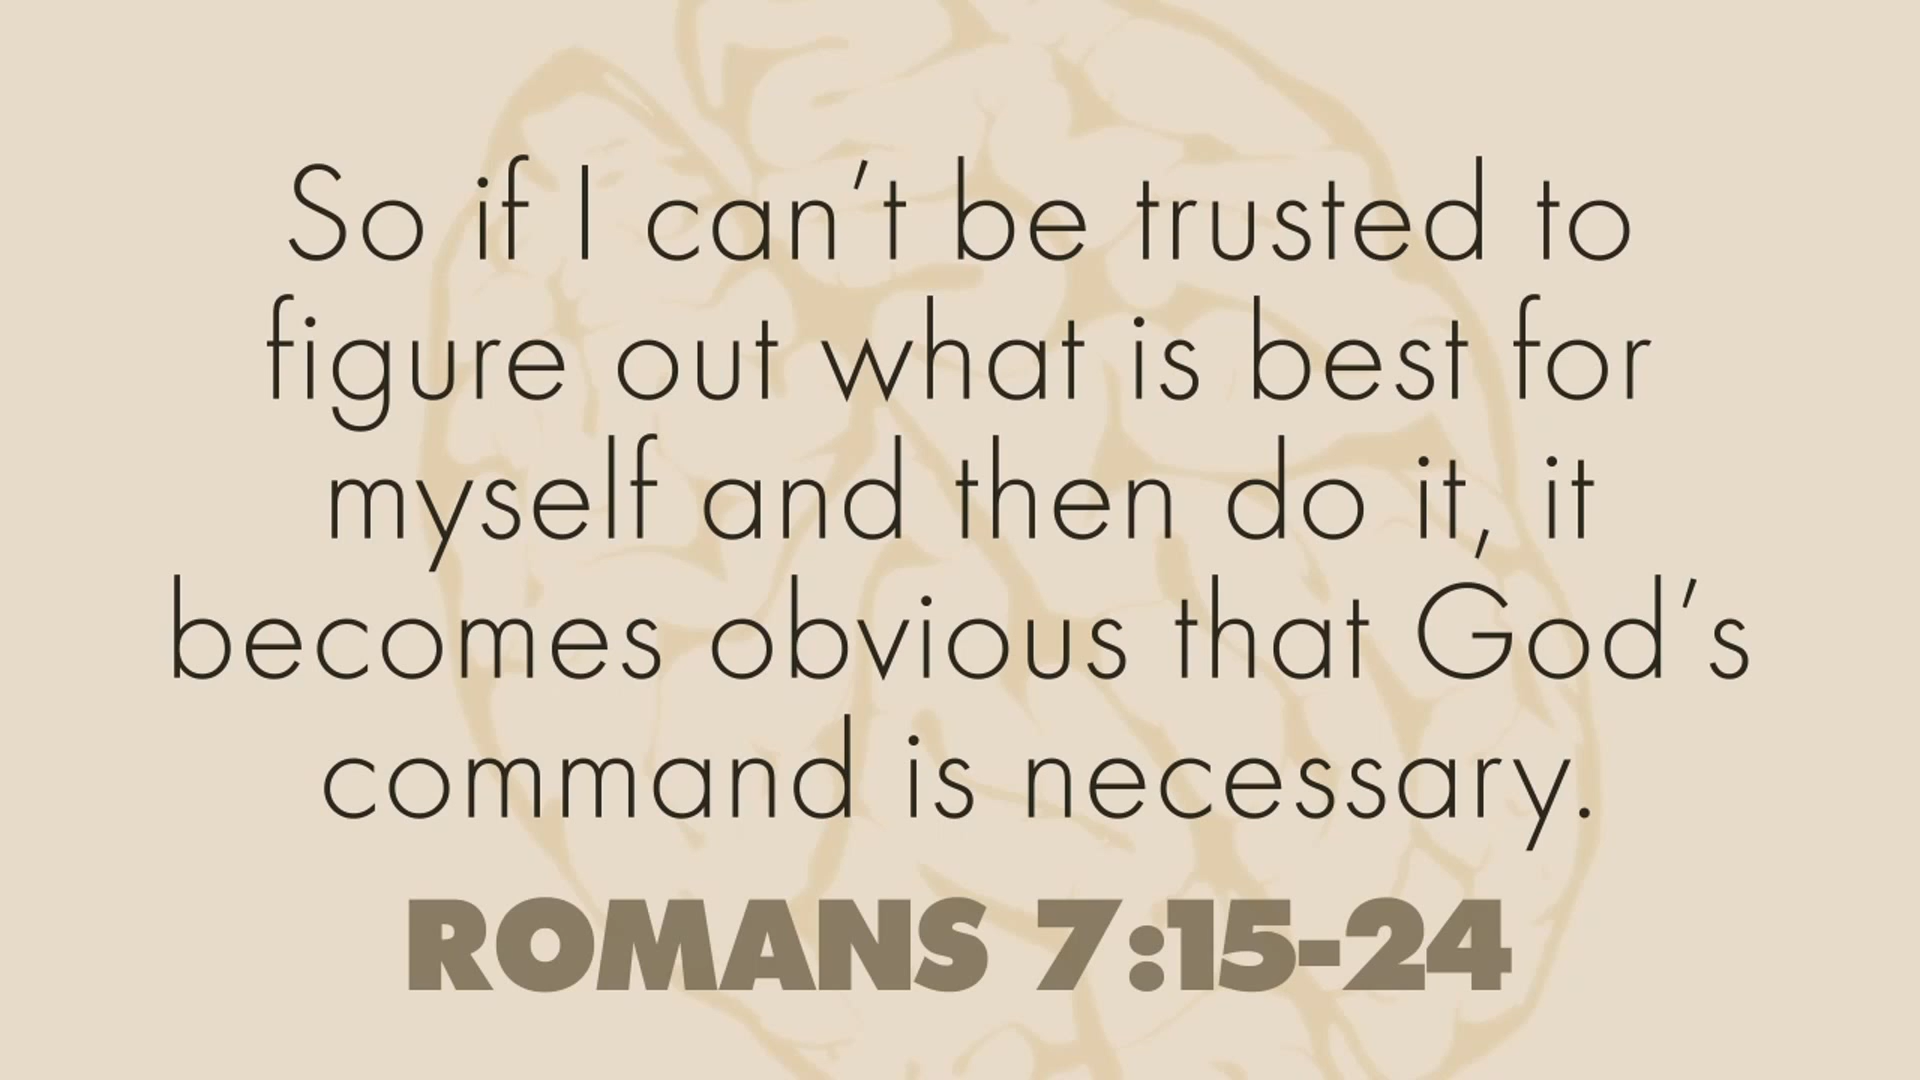 So if I can't be trusted to
figure out what is best for
myself and then do it, it
becomes obvious that God's
command is necessary.
ROMANS 7:15-24